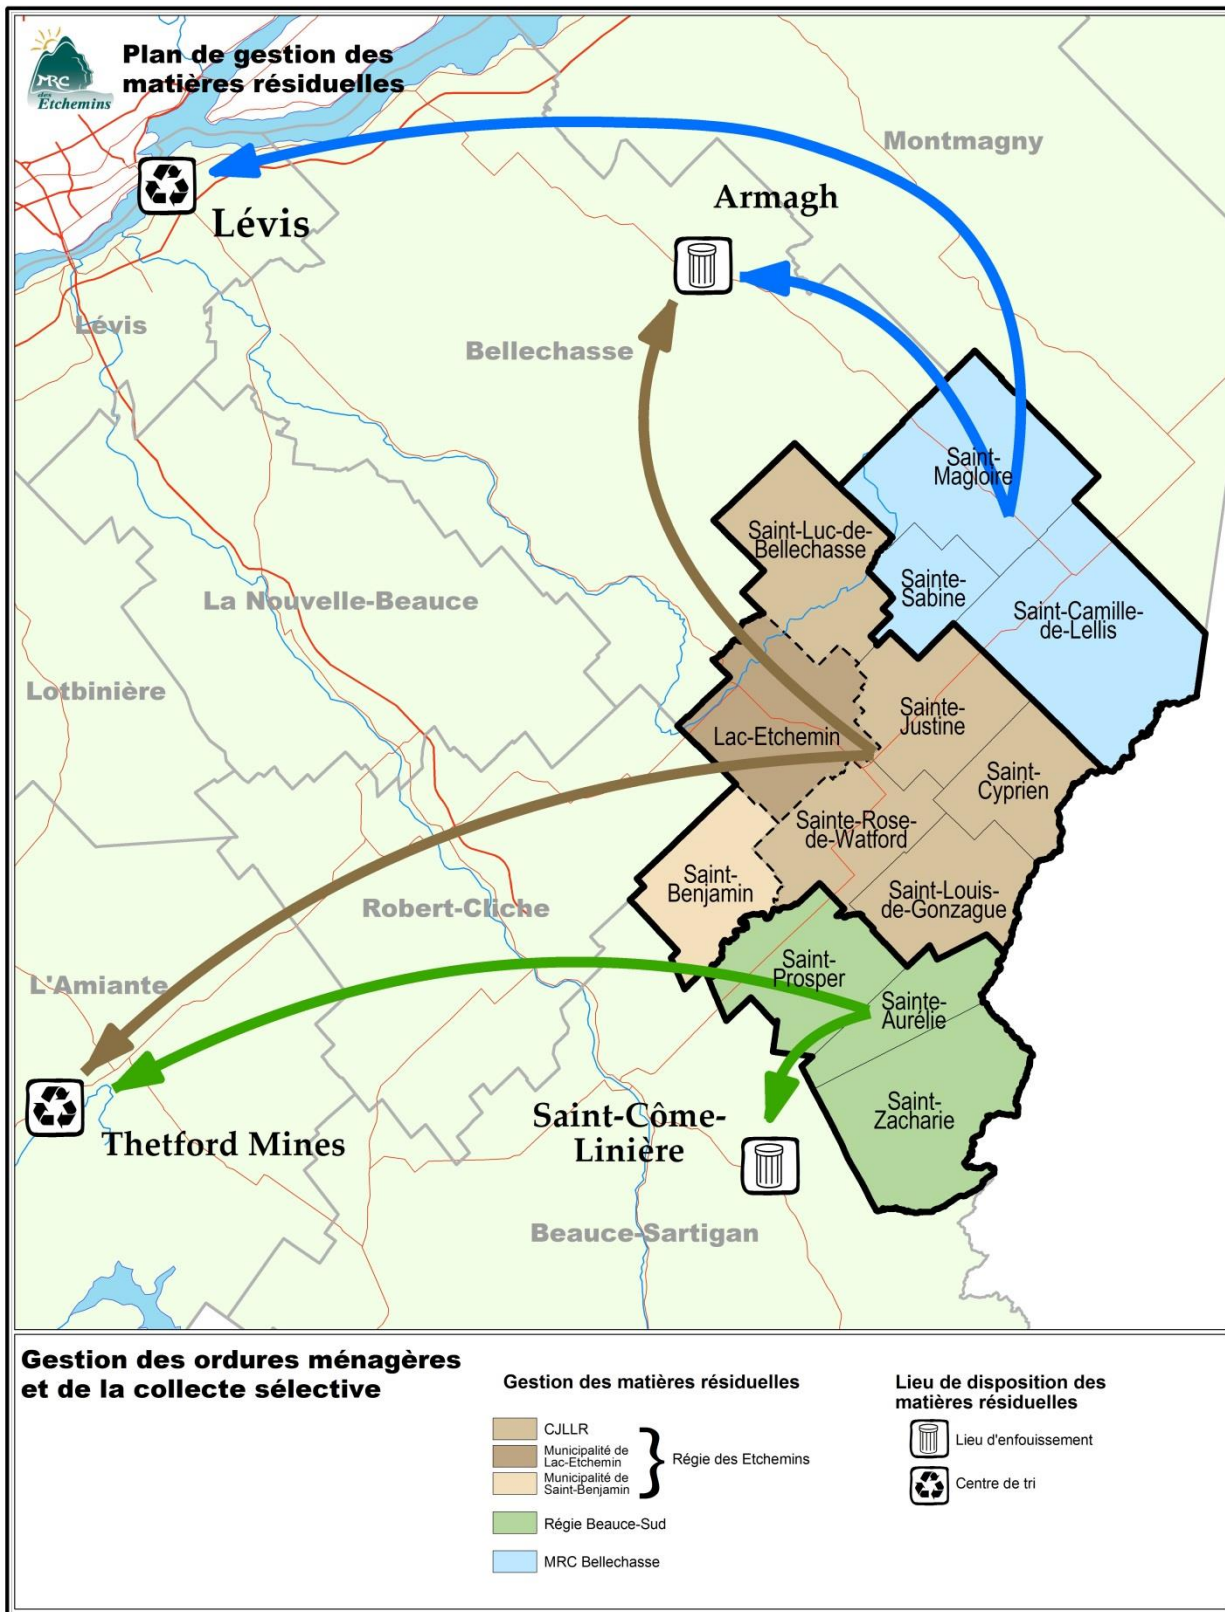 MRC
des
Etchemins
Plan de gestion des
matières résiduelles
Montmagny
Armagh
Lévis
Lévis
Bellechasse
Saint-
Magloire
Saint-Luc-de-
Bellechasse
Sainte-
Sabine
Saint-Camille-
de-Lellis
La Nouvelle-Beauce
Lotbinière
Sainte-
Justine
Lac-Etchemin
Saint-
Cyprien
Sainte-Rose-
de-Watford
Saint-
Benjamin
Saint-Louis-
de-Gonzague
Robert-Cliche
L'Amiante
Saint-
Prosper
Sainte-
Aurélie
Saint-
Zacharie
Thetford Mines
Saint-Côme-
Linière
Beauce-Sartigan
Gestion des ordures ménagères
et de la collecte sélective
Gestion des matières résiduelles
CJLLR
Municipalité de
Lac-Etchemin
Municipalité de
Saint-Benjamin
Régie des Etchemins
Régie Beauce-Sud
MRC Bellechasse
Lieu de disposition des
matières résiduelles
Lieu d'enfouissement
Centre de tri